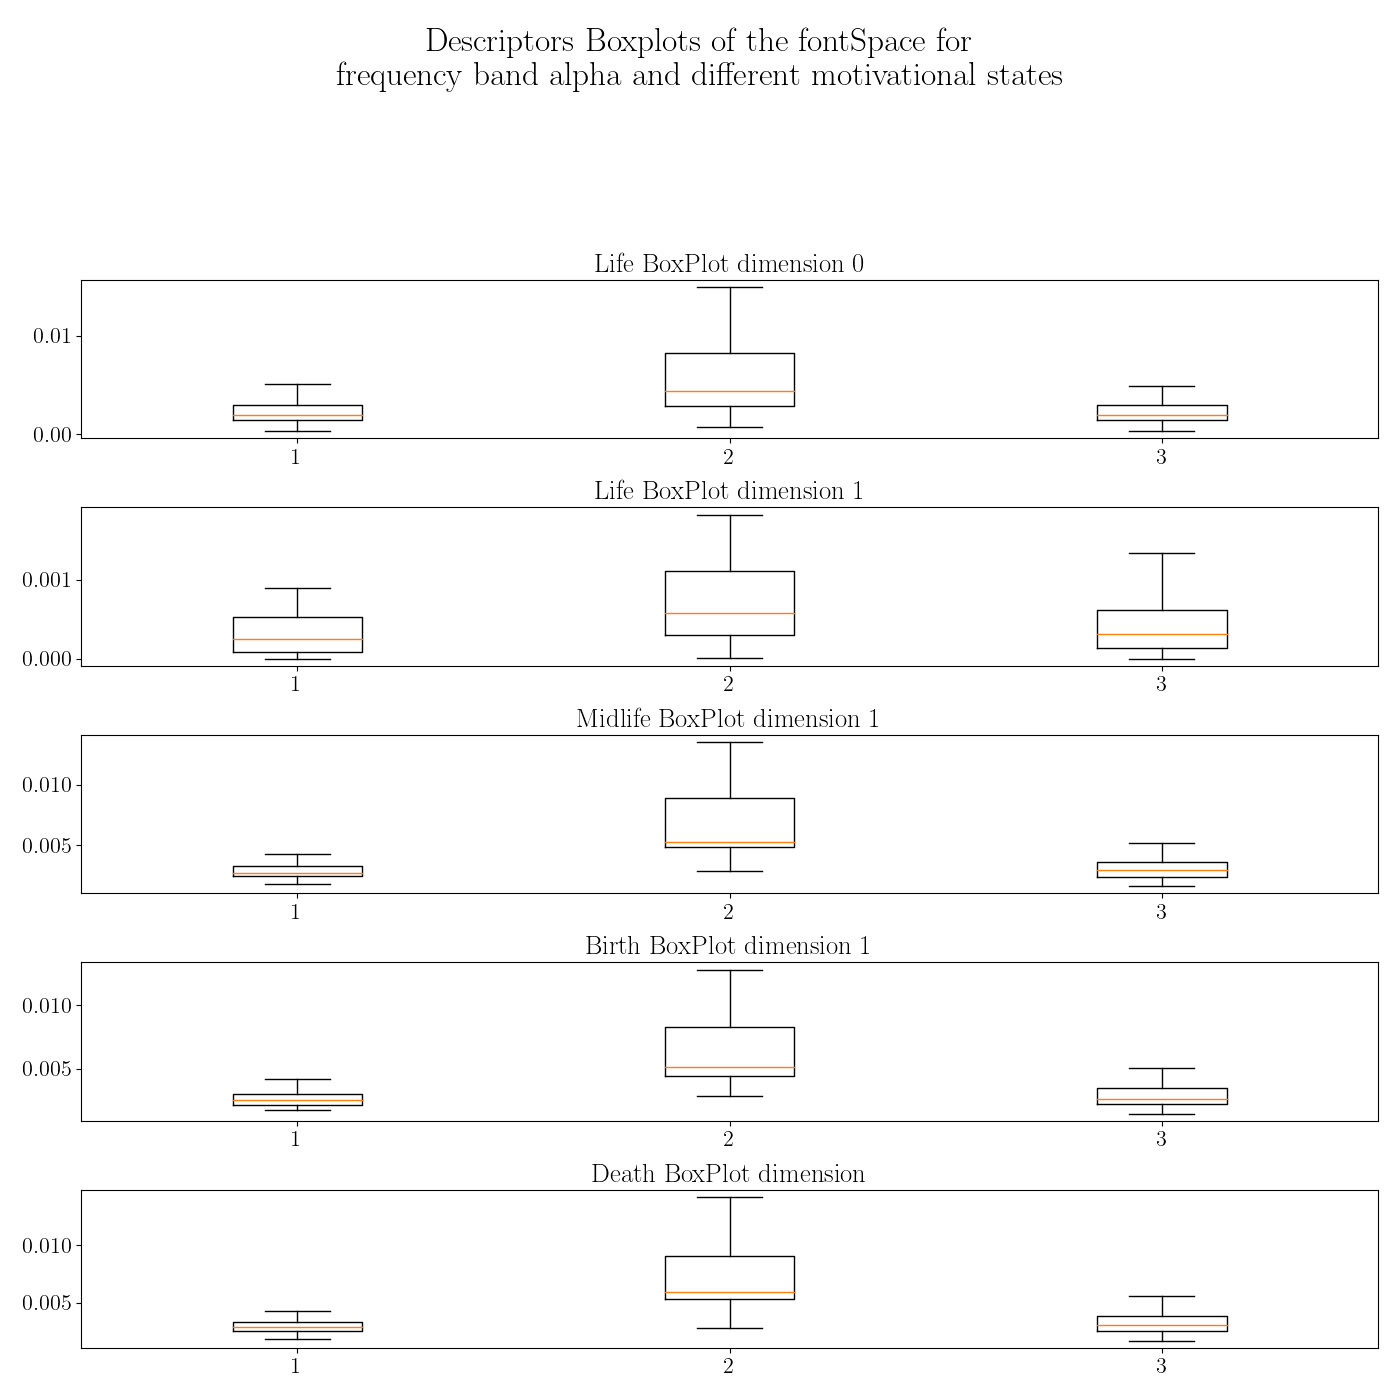 Descriptors Boxplots of the fontSpace for
frequency band alpha and different motivational states
Life BoxPlot dimension 0
0.01
0.00
1 2 3
Life BoxPlot dimension 1
0.001
0.000
1 2 3
Midlife BoxPlot dimension 1
0.010
0.005
1 2 3
Birth BoxPlot dimension 1
0.010
0.005
1 2 3
Death BoxPlot dimension
0.010
0.005
1 2 3